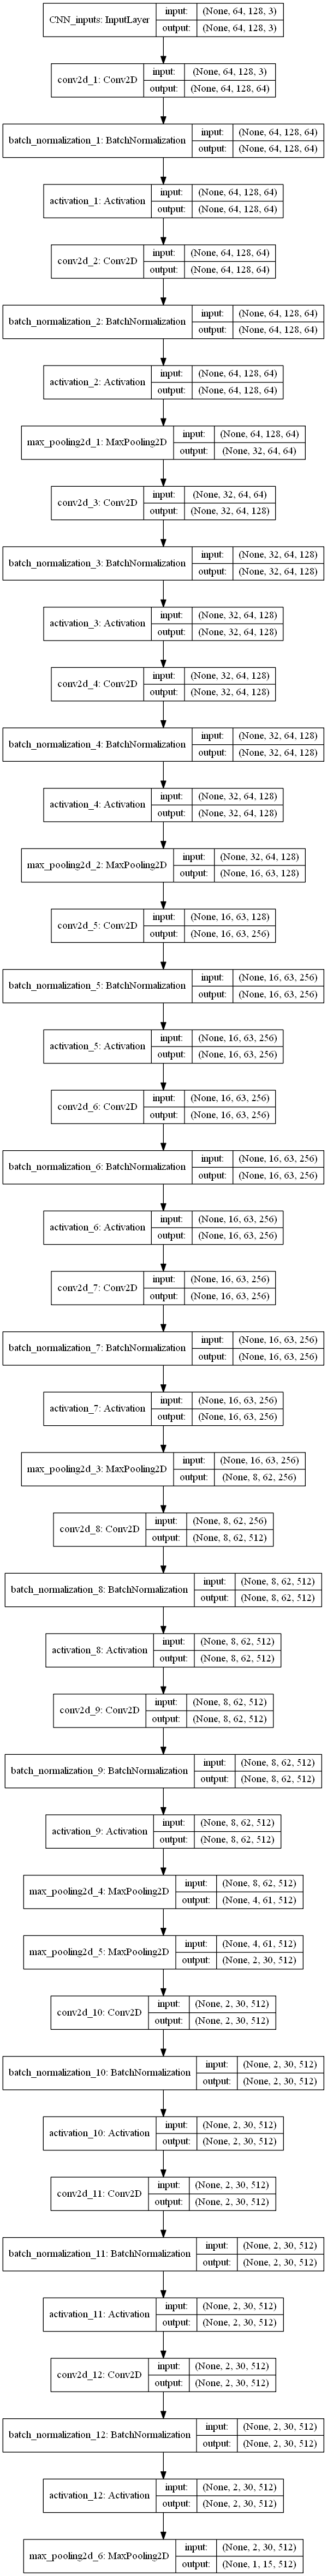 CNN_inputs: InputLayer
input: (None, 64, 128, 3)
output: (None, 64, 128, 3)
conv2d_1: Conv2D
input: (None, 64, 128, 3)
output: (None, 64, 128, 64)
batch_normalization_1: BatchNormalization
input: (None, 64, 128, 64)
output: (None, 64, 128, 64)
activation_1: Activation
input: (None, 64, 128, 64)
output: (None, 64, 128, 64)
conv2d_2: Conv2D
input: (None, 64, 128, 64)
output: (None, 64, 128, 64)
batch_normalization_2: BatchNormalization
input: (None, 64, 128, 64)
output: (None, 64, 128, 64)
activation_2: Activation
input: (None, 64, 128, 64)
output: (None, 64, 128, 64)
max_pooling2d_1: MaxPooling2D
input: (None, 64, 128, 64)
output: (None, 32, 64, 64)
conv2d_3: Conv2D
input: (None, 32, 64, 64)
output: (None, 32, 64, 128)
batch_normalization_3: BatchNormalization
input: (None, 32, 64, 128)
output: (None, 32, 64, 128)
activation_3: Activation
input: (None, 32, 64, 128)
output: (None, 32, 64, 128)
conv2d_4: Conv2D
input: (None, 32, 64, 128)
output: (None, 32, 64, 128)
batch_normalization_4: BatchNormalization
input: (None, 32, 64, 128)
output: (None, 32, 64, 128)
activation_4: Activation
input: (None, 32, 64, 128)
output: (None, 32, 64, 128)
max_pooling2d_2: MaxPooling2D
input: (None, 32, 64, 128)
output: (None, 16, 63, 128)
conv2d_5: Conv2D
input: (None, 16, 63, 128)
output: (None, 16, 63, 256)
batch_normalization_5: BatchNormalization
input: (None, 16, 63, 256)
output: (None, 16, 63, 256)
activation_5: Activation
input: (None, 16, 63, 256)
output: (None, 16, 63, 256)
conv2d_6: Conv2D
input: (None, 16, 63, 256)
output: (None, 16, 63, 256)
batch_normalization_6: BatchNormalization
input: (None, 16, 63, 256)
output: (None, 16, 63, 256)
activation_6: Activation
input: (None, 16, 63, 256)
output: (None, 16, 63, 256)
conv2d_7: Conv2D
input: (None, 16, 63, 256)
output: (None, 16, 63, 256)
batch_normalization_7: BatchNormalization
input: (None, 16, 63, 256)
output: (None, 16, 63, 256)
activation_7: Activation
input: (None, 16, 63, 256)
output: (None, 16, 63, 256)
max_pooling2d_3: MaxPooling2D
input: (None, 16, 63, 256)
output: (None, 8, 62, 256)
conv2d_8: Conv2D
input: (None, 8, 62, 256)
output: (None, 8, 62, 512)
batch_normalization_8: BatchNormalization
input: (None, 8, 62, 512)
output: (None, 8, 62, 512)
activation_8: Activation
input: (None, 8, 62, 512)
output: (None, 8, 62, 512)
conv2d_9: Conv2D
input: (None, 8, 62, 512)
output: (None, 8, 62, 512)
batch_normalization_9: BatchNormalization
input: (None, 8, 62, 512)
output: (None, 8, 62, 512)
activation_9: Activation
input: (None, 8, 62, 512)
output: (None, 8, 62, 512)
max_pooling2d_4: MaxPooling2D
input: (None, 8, 62, 512)
output: (None, 4, 61, 512)
max_pooling2d_5: MaxPooling2D
input: (None, 4, 61, 512)
output: (None, 2, 30, 512)
conv2d_10: Conv2D
input: (None, 2, 30, 512)
output: (None, 2, 30, 512)
batch_normalization_10: BatchNormalization
input: (None, 2, 30, 512)
output: (None, 2, 30, 512)
activation_10: Activation
input: (None, 2, 30, 512)
output: (None, 2, 30, 512)
conv2d_11: Conv2D
input: (None, 2, 30, 512)
output: (None, 2, 30, 512)
batch_normalization_11: BatchNormalization
input: (None, 2, 30, 512)
output: (None, 2, 30, 512)
activation_11: Activation
input: (None, 2, 30, 512)
output: (None, 2, 30, 512)
conv2d_12: Conv2D
input: (None, 2, 30, 512)
output: (None, 2, 30, 512)
batch_normalization_12: BatchNormalization
input: (None, 2, 30, 512)
output: (None, 2, 30, 512)
activation_12: Activation
input: (None, 2, 30, 512)
output: (None, 2, 30, 512)
max_pooling2d_6: MaxPooling2D
input: (None, 2, 30, 512)
output: (None, 1, 15, 512)